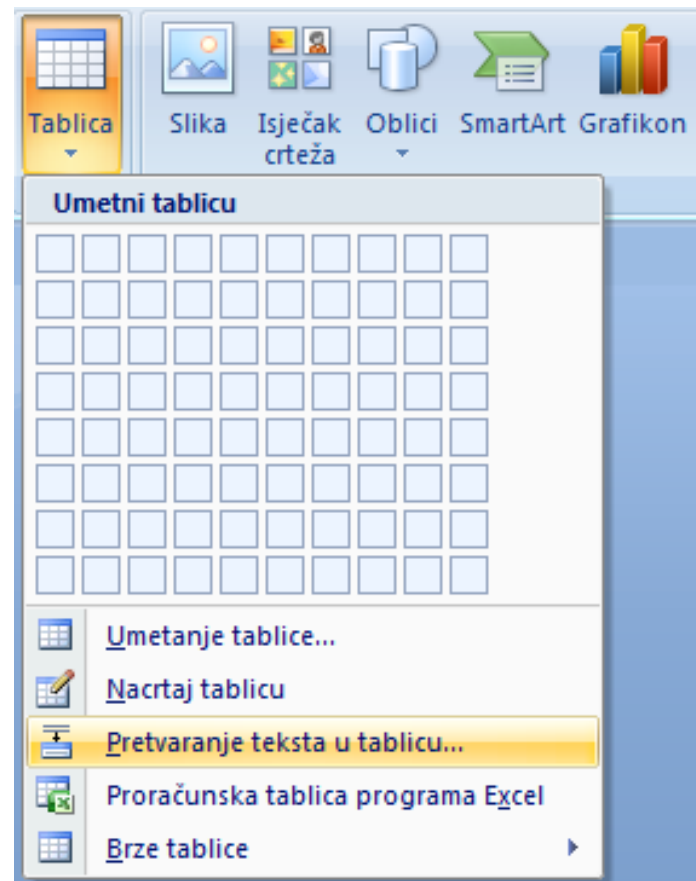 Tablica
Slika
Isječak
crteža
Oblici
SmartArt
Grafikon
Umetni tablicu
Umetanje tablice...
Nacrtaj tablicu
Pretvaranje teksta u tablicu...
Proračunska tablica programa Excel
Brze tablice